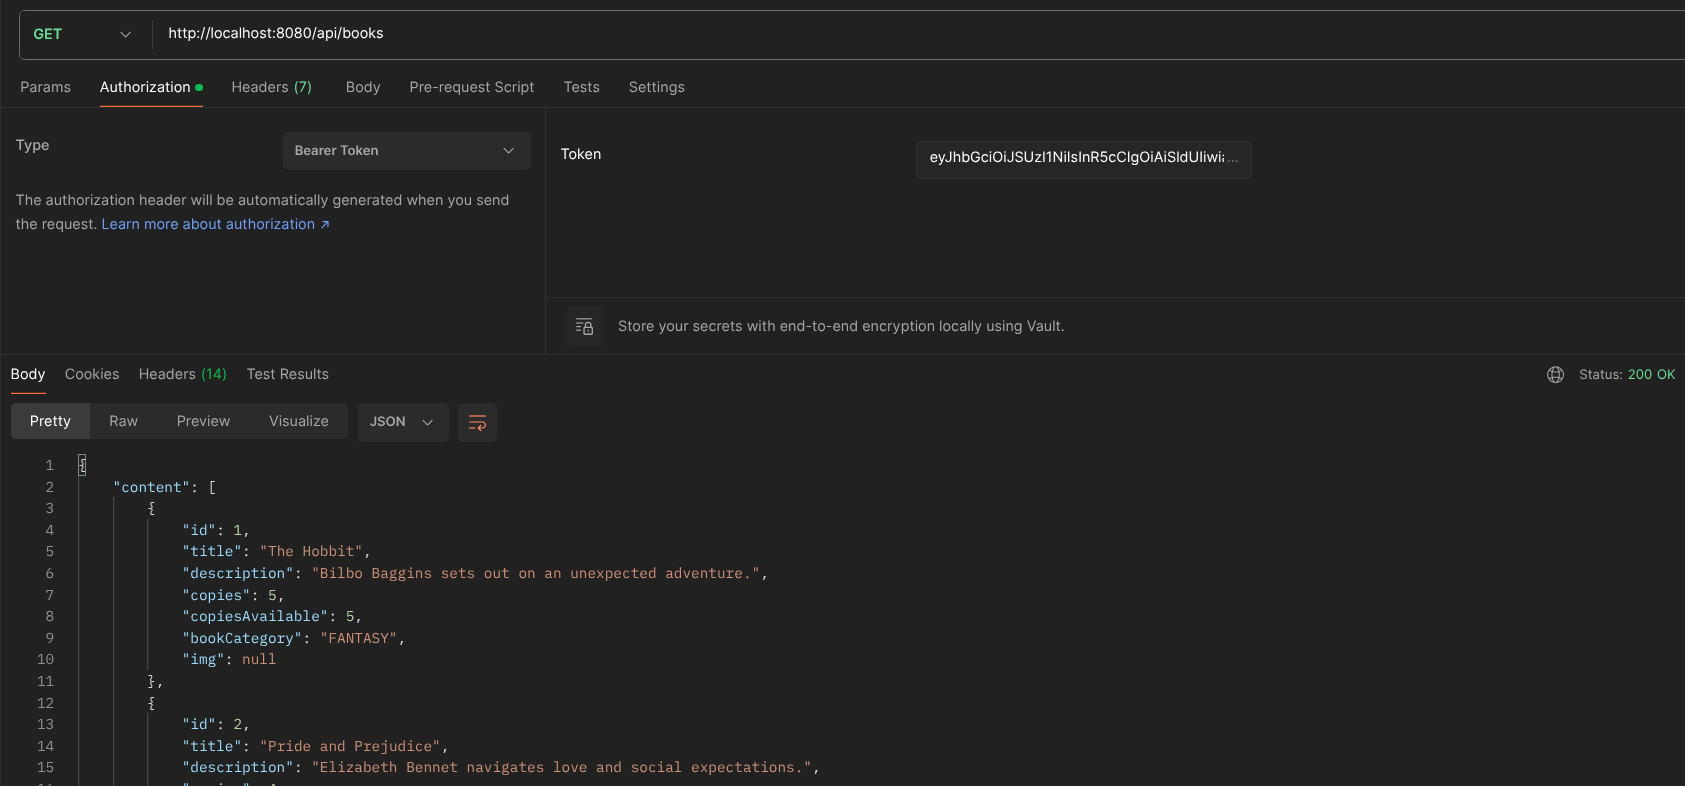 GET http://localhost:8080/api/books
Params Authorization Headers (7) Body Pre-request Script Tests Settings
Type Bearer Token
The authorization header will be automatically generated when you send
the request. Learn more about authorization ↗
Token eyJhbGciOiJSUzI1NiIsInR5cCIgOiAiSldUIiwia...
Store your secrets with end-to-end encryption locally using Vault.
Body Cookies Headers (14) Test Results Status: 200 OK
Pretty Raw Preview Visualize JSON
1 {
2 "content": [
3 {
4 "id": 1,
5 "title": "The Hobbit",
6 "description": "Bilbo Baggins sets out on an unexpected adventure.",
7 "copies": 5,
8 "copiesAvailable": 5,
9 "bookCategory": "FANTASY",
10 "img": null
11 },
12 {
13 "id": 2,
14 "title": "Pride and Prejudice",
15 "description": "Elizabeth Bennet navigates love and social expectations.",